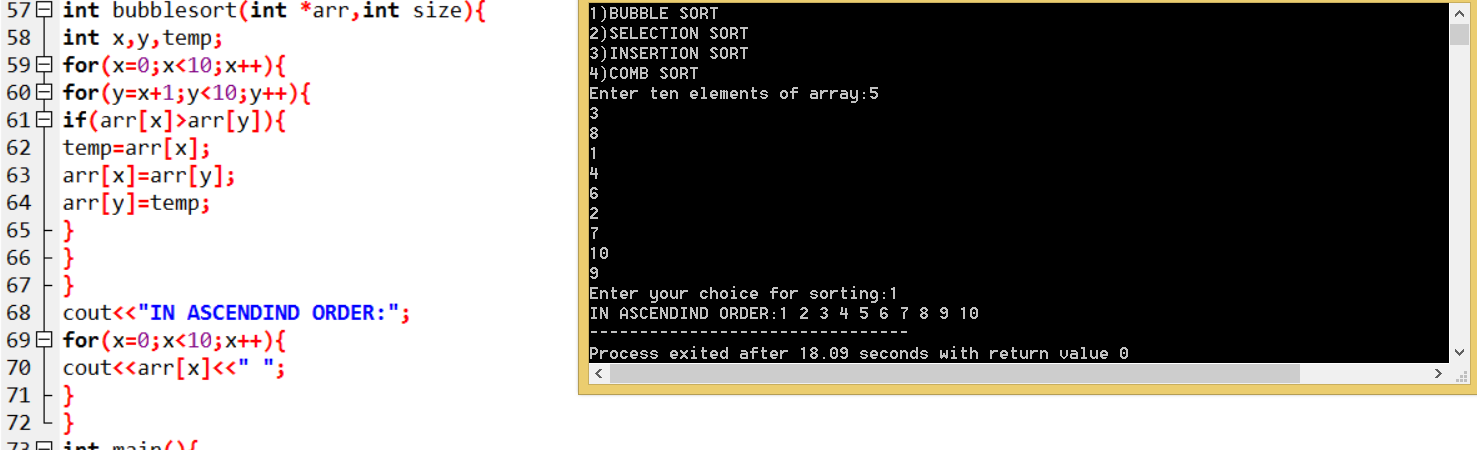 57 int bubblesort(int *arr,int size){
58 int x,y,temp;
59 for(x=0;x<10;x++){
60 for(y=x+1;y<10;y++){
61 if(arr[x]>arr[y]){
62 temp=arr[x];
63 arr[x]=arr[y];
64 arr[y]=temp;
65 }
66 }
67 }
68 cout<<"IN ASCENDIND ORDER:";
69 for(x=0;x<10;x++){
70 cout<<arr[x]<<" ";
71 }
72 }
73 int main(){
1)BUBBLE SORT
2)SELECTION SORT
3)INSERTION SORT
4)COMB SORT
Enter ten elements of array:5
3
8
1
4
6
2
7
10
9
Enter your choice for sorting:1
IN ASCENDIND ORDER:1 2 3 4 5 6 7 8 9 10
--------------------------------
Process exited after 18.09 seconds with return value 0